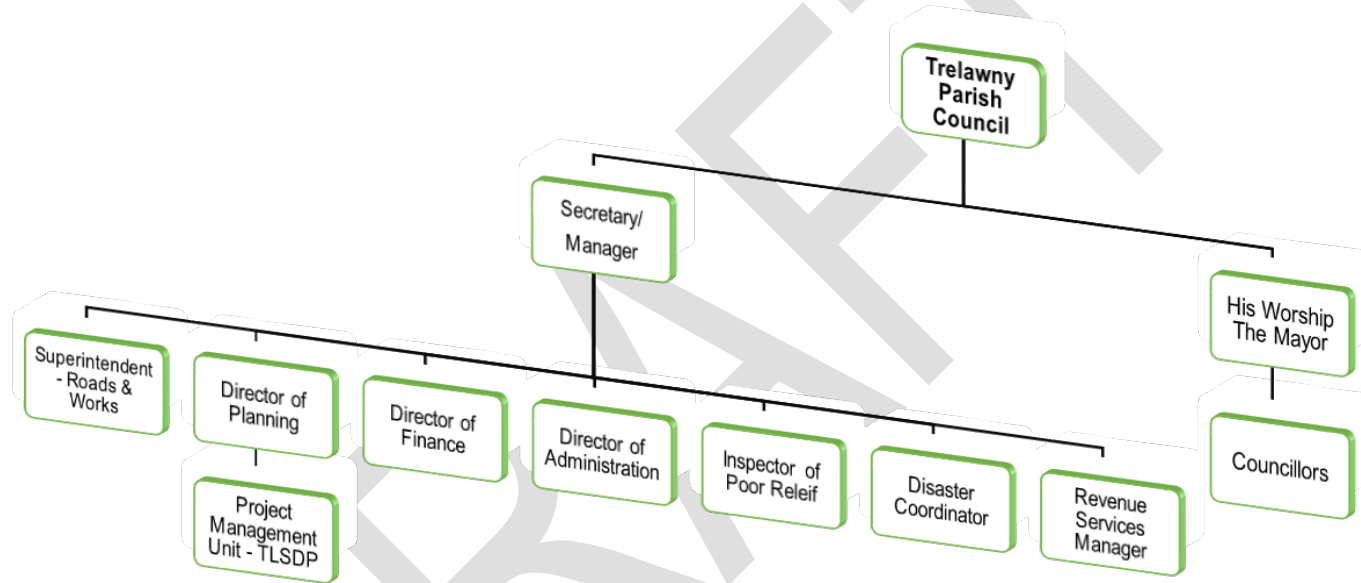 Trelawny
Parish
Council
Secretary/
Manager
His Worship
The Mayor
Superintendent
- Roads &
Works
Director of
Planning
Director of
Finance
Director of
Administration
Inspector of
Poor Releif
Disaster
Coordinator
Revenue
Services
Manager
Councillors
Project
Management
Unit - TLSDP
DRAFT